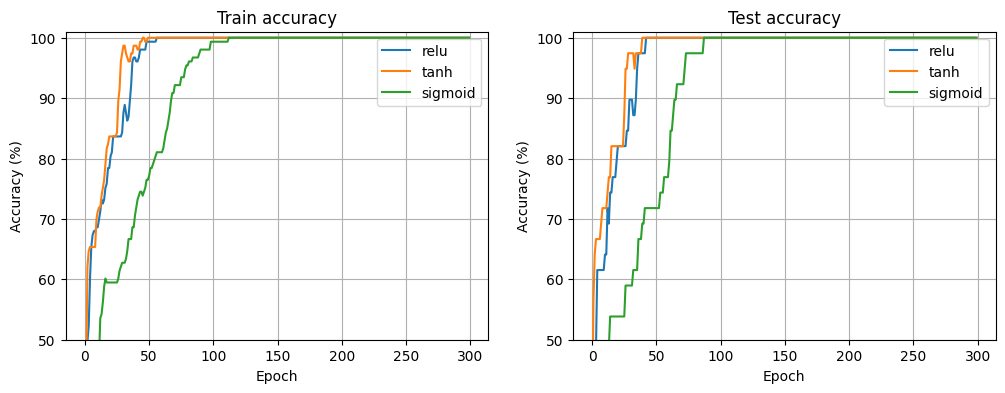 Train accuracy
Accuracy (%)
100
90
80
70
60
50
0 50 100 150 200 250 300
Epoch
relu
tanh
sigmoid
Test accuracy
Accuracy (%)
100
90
80
70
60
50
0 50 100 150 200 250 300
Epoch
relu
tanh
sigmoid